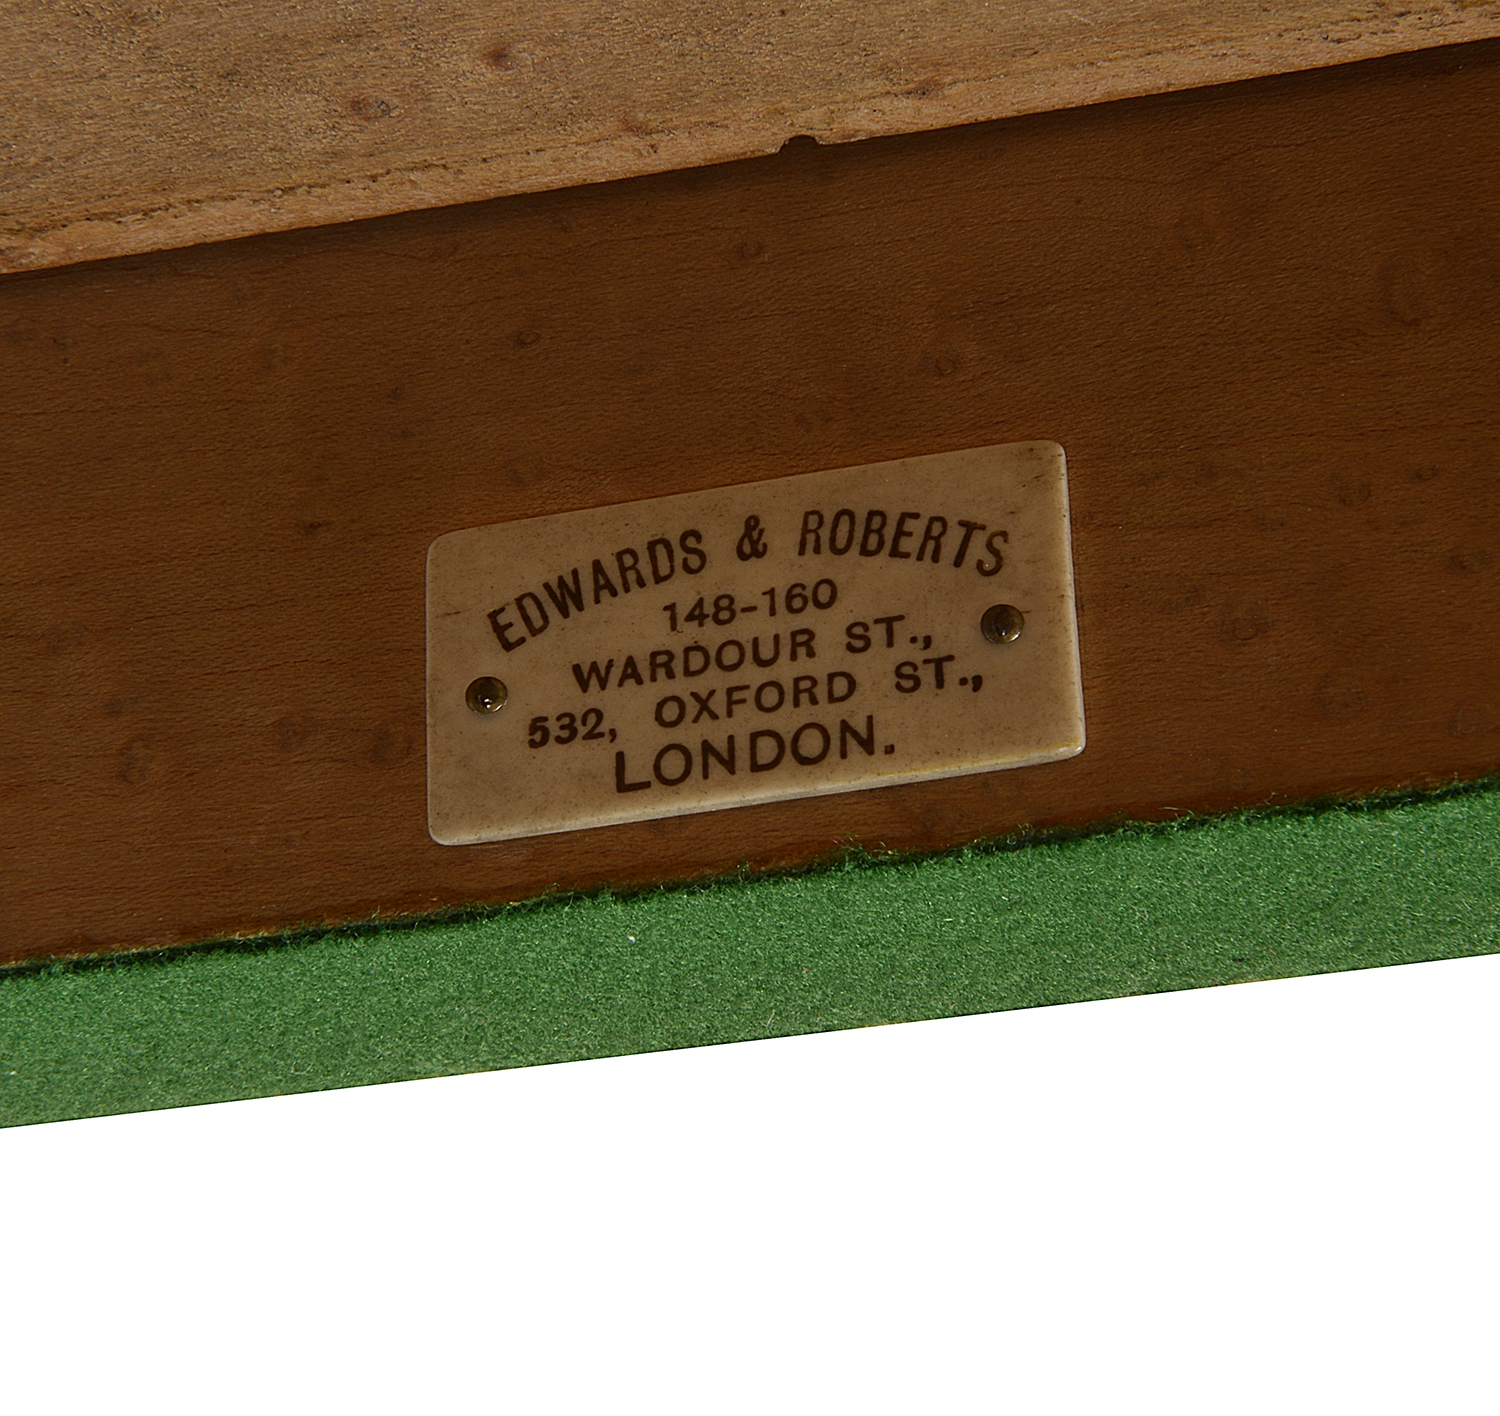 EDWARDS & ROBERTS
148-160
WARDOUR ST.,
532, OXFORD ST.,
LONDON.